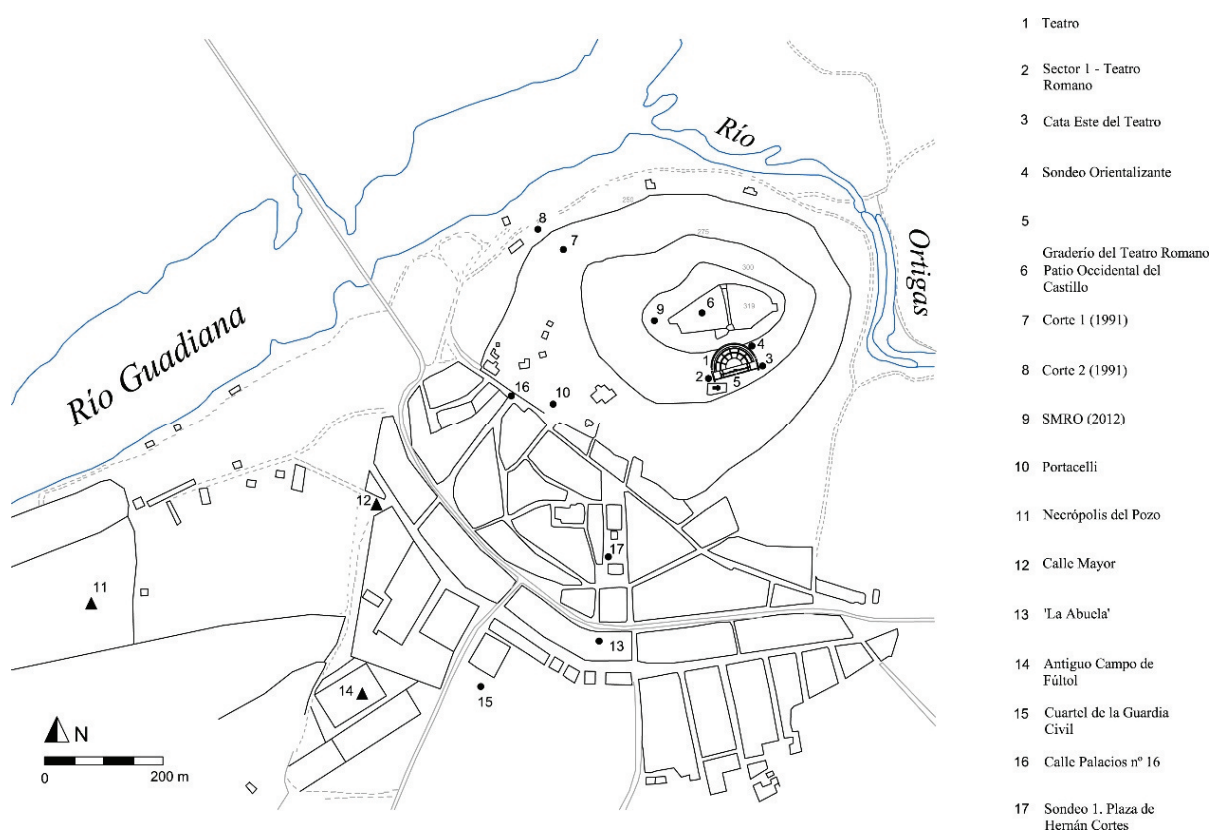 Río
Ortigas
Río Guadiana
250
275
300
319
8
7
9
6
4
1
3
2
5
16
10
12
17
11
13
14
15
N
0 200 m
1 Teatro
2 Sector 1 - Teatro
Romano
3 Cata Este del Teatro
4 Sondeo Orientalizante
5
Graderío del Teatro Romano
6 Patio Occidental del
Castillo
7 Corte 1 (1991)
8 Corte 2 (1991)
9 SMRO (2012)
10 Portacelli
11 Necrópolis del Pozo
12 Calle Mayor
13 'La Abuela'
14 Antiguo Campo de
Fúltol
15 Cuartel de la Guardia
Civil
16 Calle Palacios nº 16
17 Sondeo 1. Plaza de
Hernán Cortes